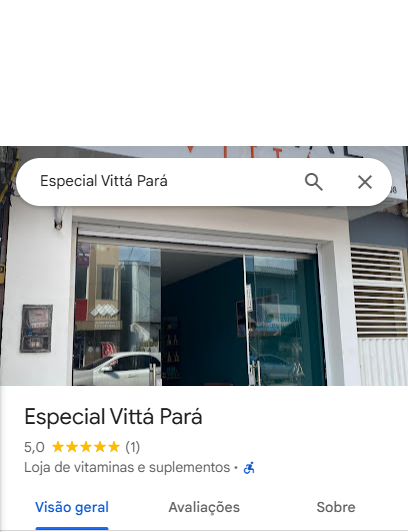 Especial Vittá Pará
Especial Vittá Pará
5,0 (1)
Loja de vitaminas e suplementos ·
Visão geral
Avaliações
Sobre